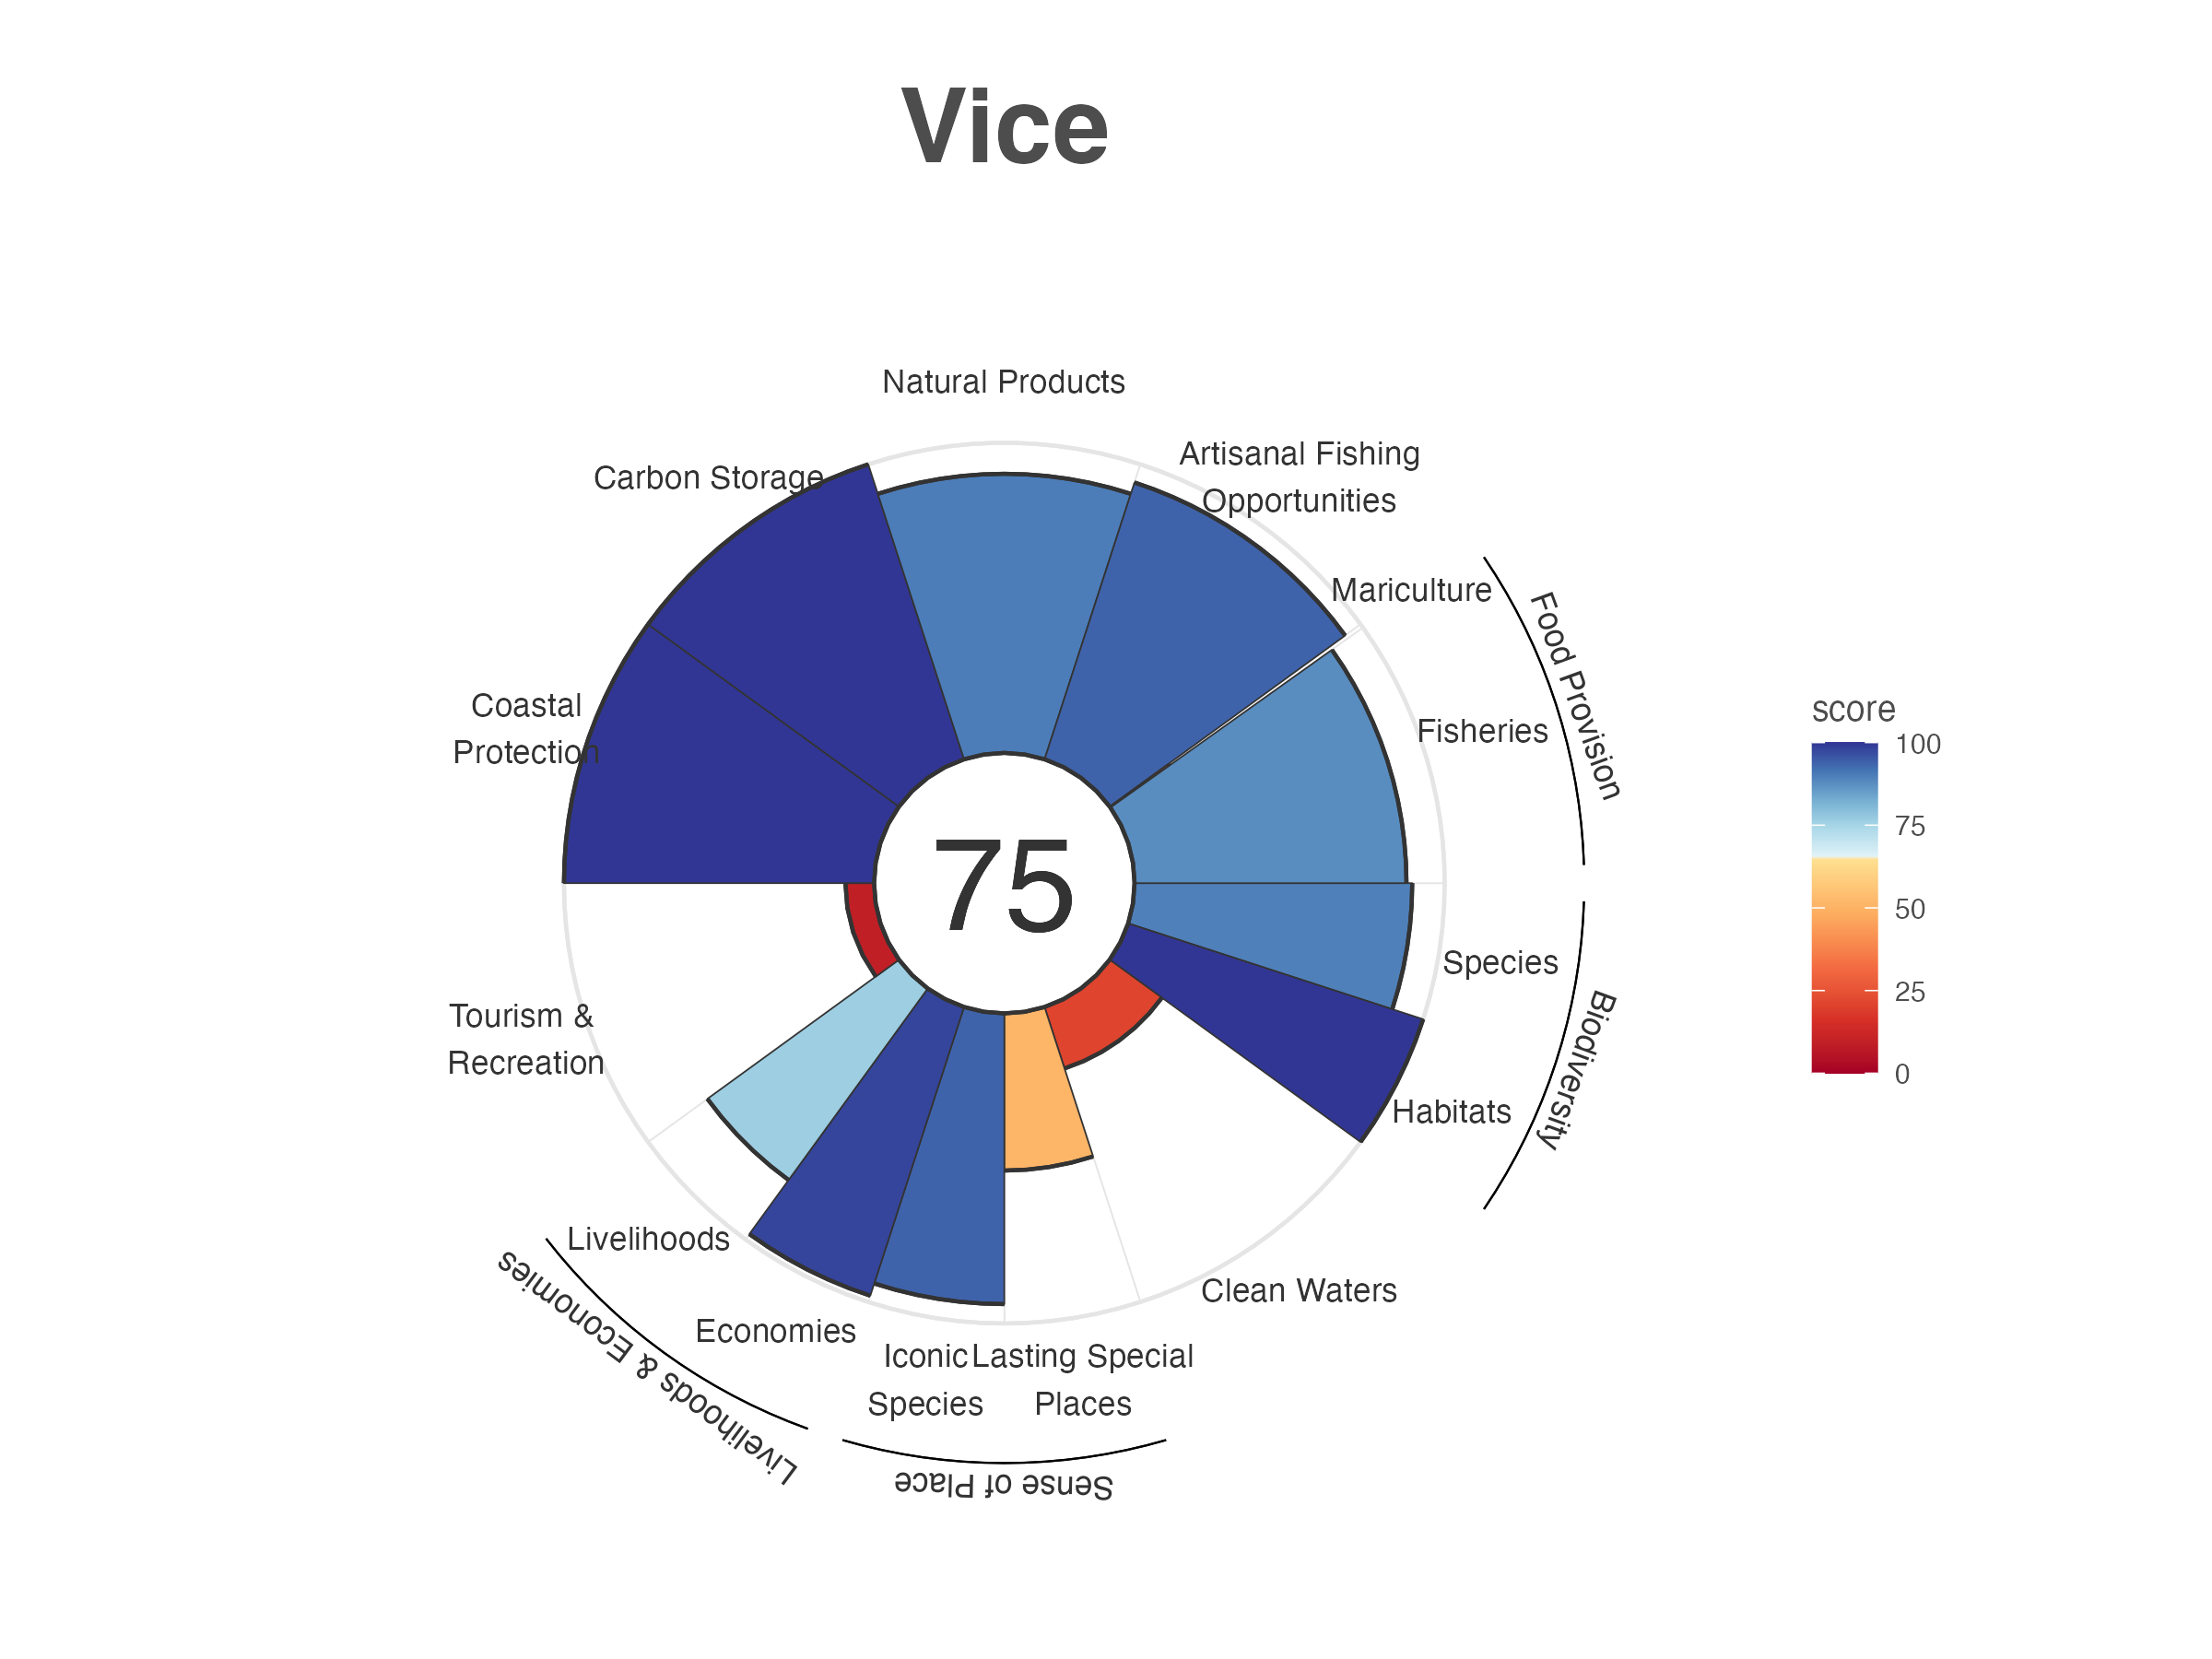 Vice
Natural Products
Artisanal Fishing
Opportunities
Carbon Storage
Mariculture
Food Provision
Fisheries
Coastal
Protection
score
100
75
50
25
0
75
Species
Biodiversity
Habitats
Tourism &
Recreation
Livelihoods
Clean Waters
Economies
Livelihoods & Economies
Iconic
Species
Lasting Special
Places
Sense of Place